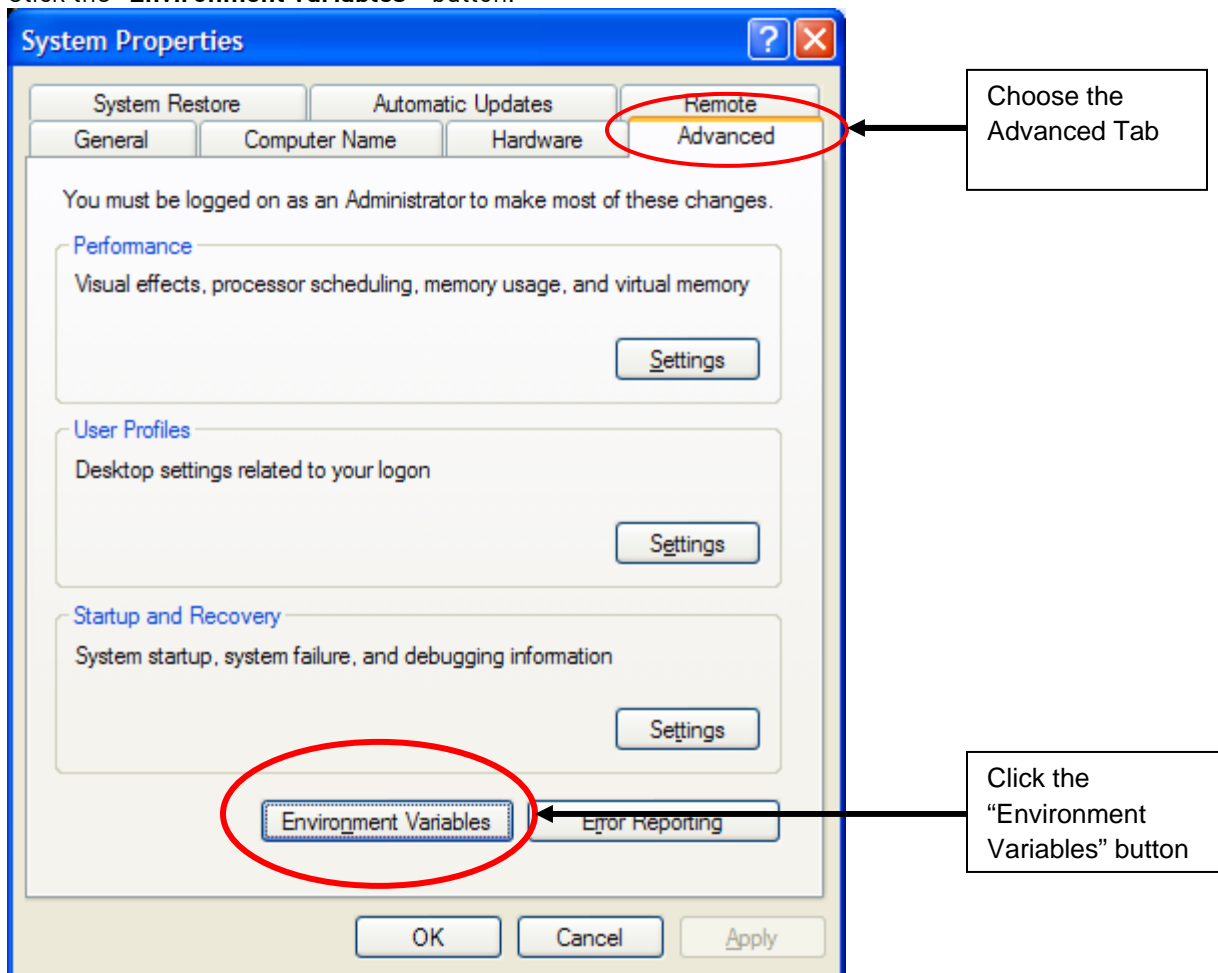 System Properties
Choose the
Advanced Tab
System Restore Automatic Updates Remote
General Computer Name Hardware Advanced
You must be logged on as an Administrator to make most of these changes.
Performance
Visual effects, processor scheduling, memory usage, and virtual memory
Settings
User Profiles
Desktop settings related to your logon
Settings
Startup and Recovery
System startup, system failure, and debugging information
Settings
Click the
“Environment
Variables” button
Environment Variables Error Reporting
OK Cancel Apply